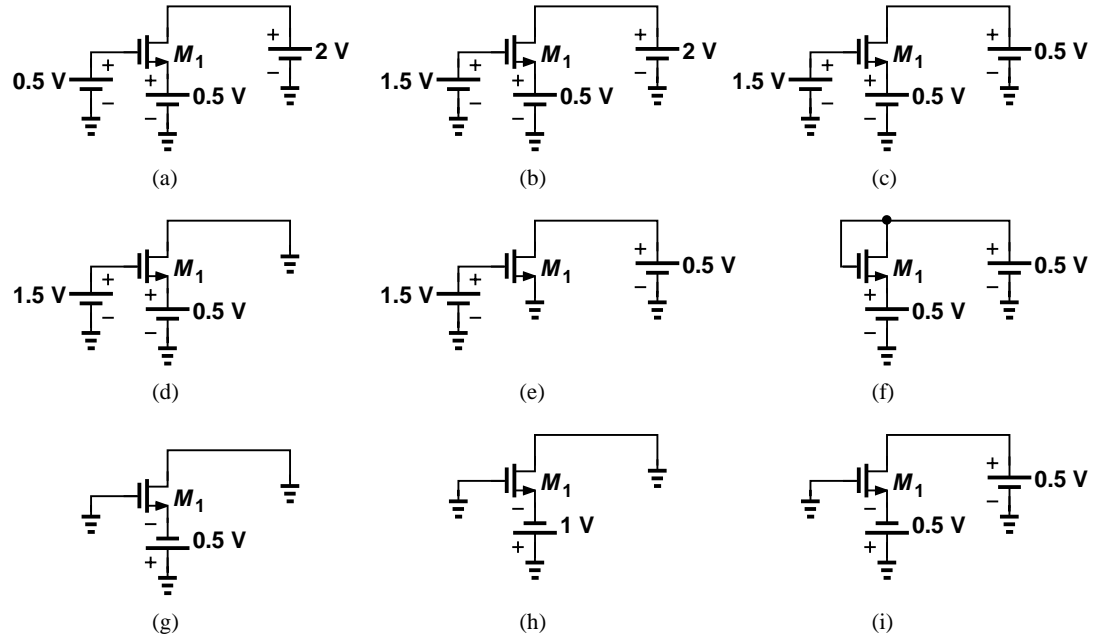 +
+
+
+
M1
M1
M1
−
2 V
−
2 V
−
0.5 V
+
+
+
0.5 V
+
1.5 V
+
1.5 V
+
−
0.5 V
−
0.5 V
−
0.5 V
−
−
−
(a)
(b)
(c)
+
+
M1
M1
M1
−
0.5 V
−
0.5 V
+
+
1.5 V
+
1.5 V
+
−
0.5 V
−
0.5 V
−
−
(d)
(e)
(f)
+
M1
M1
M1
−
0.5 V
−
−
−
0.5 V
1 V
0.5 V
+
+
+
(g)
(h)
(i)